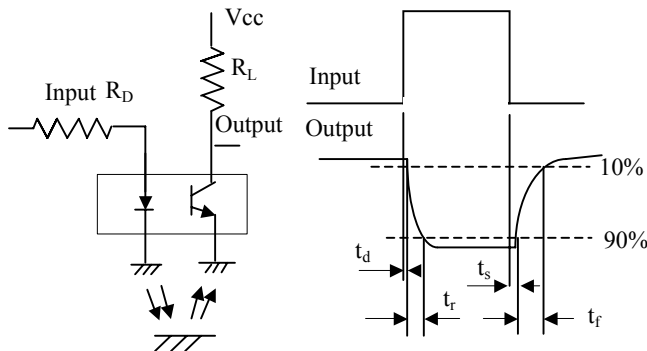 Vcc
R_L
Input R_D
Output
Input
Output
10%
90%
t_d
t_s
t_r
t_f